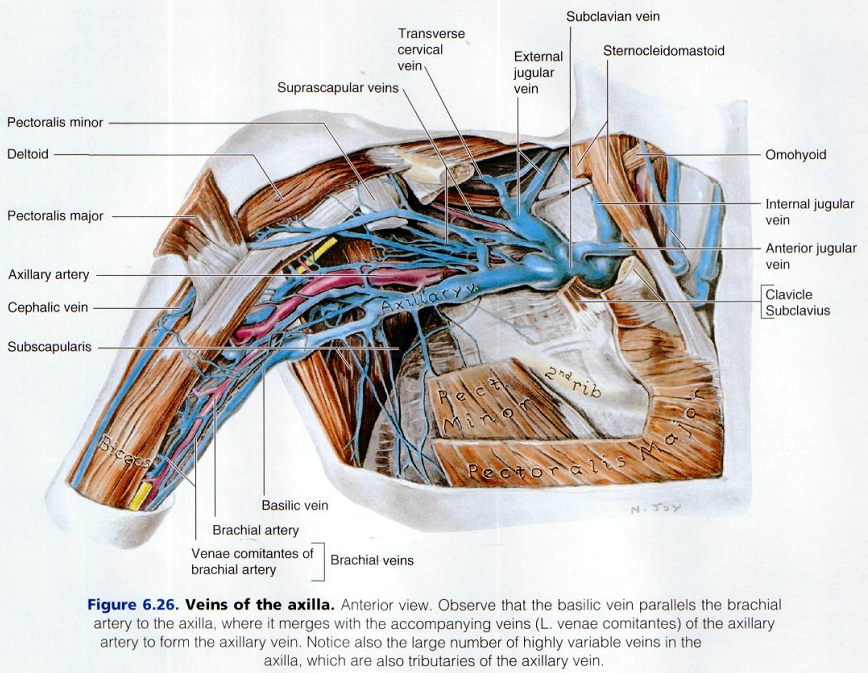 Subclavian vein
Transverse
cervical
vein
External
jugular
vein
Sternocleidomastoid
Suprascapular veins
Pectoralis minor
Deltoid
Pectoralis major
Axillary artery
Cephalic vein
Subscapularis
Omohyoid
Internal jugular
vein
Anterior jugular
vein
Clavicle
Subclavius
Axillary v.
2nd rib
Pect.
Minor
Pectoralis Major
Biceps
N. JOY
Basilic vein
Brachial artery
Venae comitantes of
brachial artery
Brachial veins
Figure 6.26. Veins of the axilla. Anterior view. Observe that the basilic vein parallels the brachial
artery to the axilla, where it merges with the accompanying veins (L. venae comitantes) of the axillary
artery to form the axillary vein. Notice also the large number of highly variable veins in the
axilla, which are also tributaries of the axillary vein.